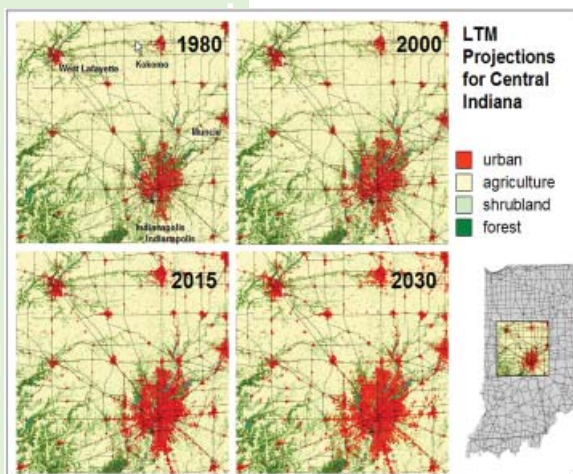 1980
West Lafayette
Kokomo
Muncie
Indianapolis
Indianapolis
2000
2015
2030
LTM
Projections
for Central
Indiana
urban
agriculture
shrubland
forest